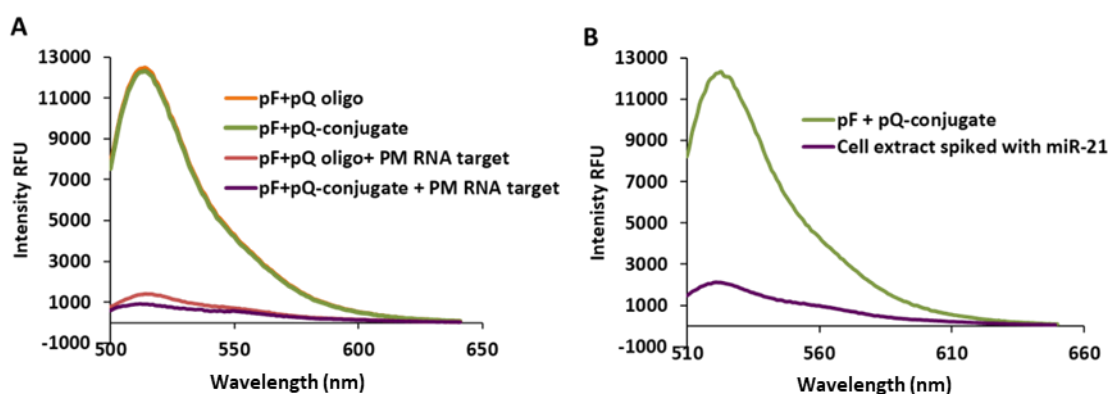 A
13000
11000
9000
7000
5000
3000
1000
-1000
Intensity RFU
pF+pQ oligo
pF+pQ-conjugate
pF+pQ oligo+ PM RNA target
pF+pQ-conjugate + PM RNA target
500
550
600
650
Wavelength (nm)
B
13000
11000
9000
7000
5000
3000
1000
-1000
Intenisty RFU
pF + pQ-conjugate
Cell extract spiked with miR-21
510
560
610
660
Wavelength (nm)